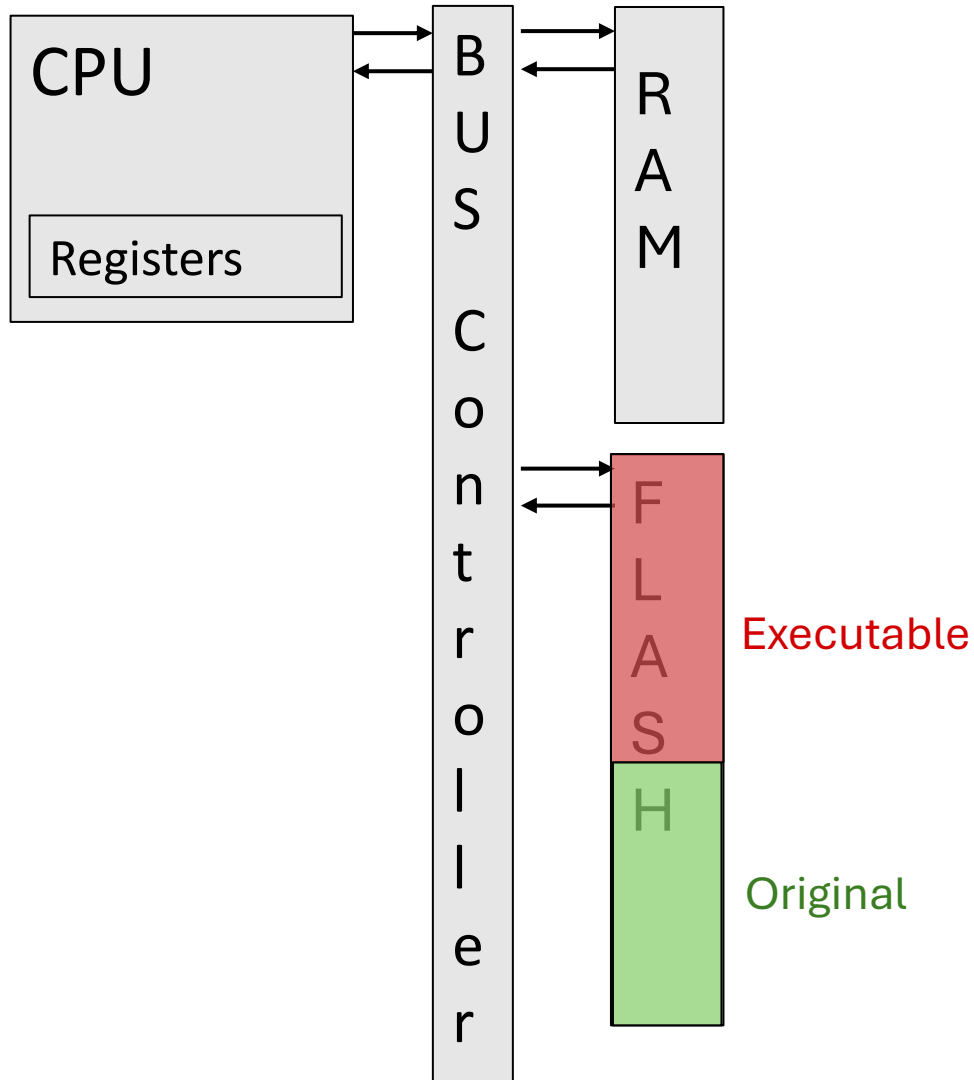 CPU
Registers
BUS Controller
RAM
FLASH
Executable
Original